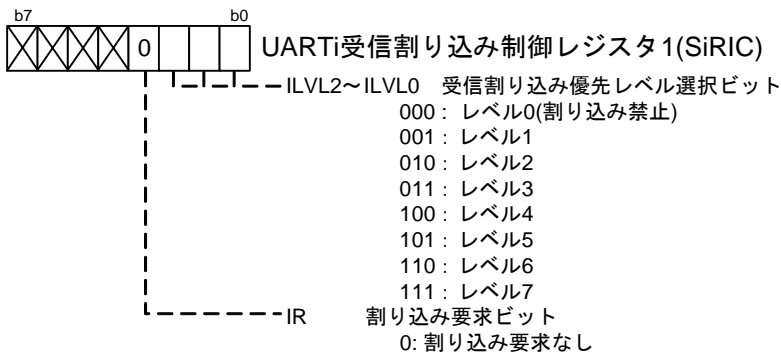 b7 b0
0 UARTi受信割り込み制御レジスタ1(SiRIC)
ILVL2～ILVL0 受信割り込み優先レベル選択ビット
000 : レベル0(割り込み禁止)
001 : レベル1
010 : レベル2
011 : レベル3
100 : レベル4
101 : レベル5
110 : レベル6
111 : レベル7
IR 割り込み要求ビット
0: 割り込み要求なし